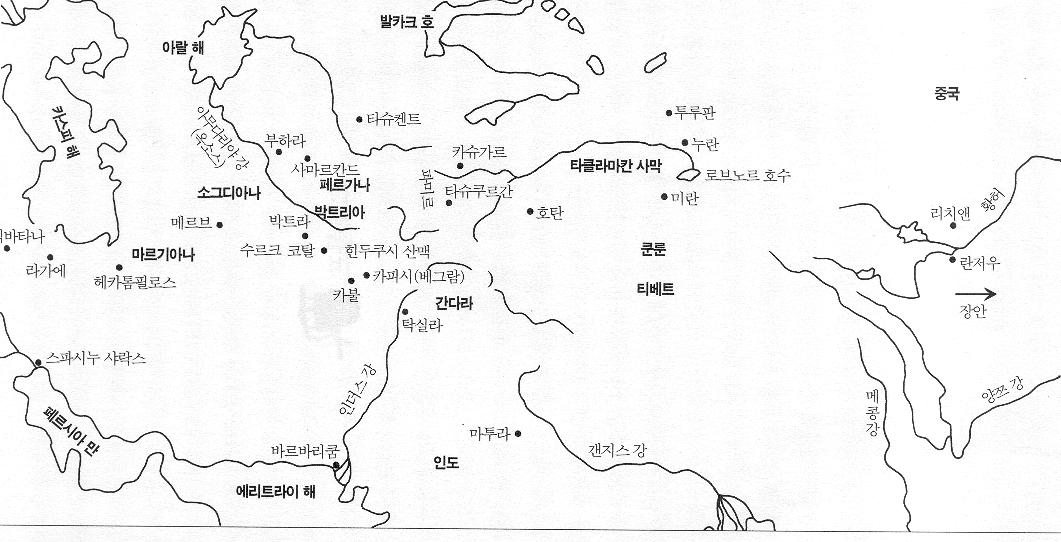 발카크 호
아랄 해
중국
카스피 해
아무다리야 강
(옥소스)
타슈켄트
투루판
부하라
누란
사마르칸드
카슈가르
타클라마칸 사막
로브노르 호수
페르가나
파미르
소그디아나
타슈쿠르간
미란
황허
박트리아
호탄
리치앤
메르브
박트라
바타나
마르기아나
수르크 코탈
힌두쿠시 산맥
쿤룬
란저우
라가에
헤카톰필로스
카피시(베그람)
카불
간다라
티베트
장안
탁실라
스파시누 샤락스
인더스 강
메콩강
양쯔 강
페르시아 만
마투라
바르바리쿰
갠지스 강
인도
에리트라이 해